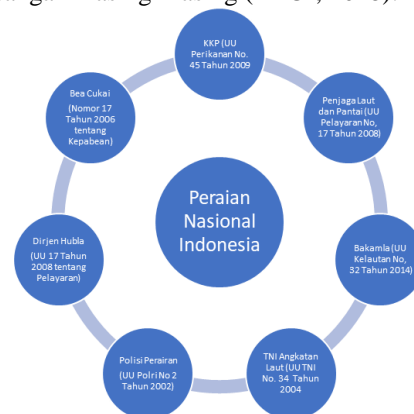 masing-masing
KKP (UU
Perikanan No.
45 Tahun 2009
Penjaga Laut
dan Pantai (UU
Pelayaran No,
17 Tahun 2008)
Bakamla (UU
Kelautan No,
32 Tahun 2014)
TNI Angkatan
Laut (UU TNI
No. 34 Tahun
2004
Polisi Perairan
(UU Polri No 2
Tahun 2002)
Dirjen Hubla
(UU 17 Tahun
2008 tentang
Pelayaran)
Bea Cukai
(Nomor 17
Tahun 2006
tentang
Kepabean)
Peraian
Nasional
Indonesia